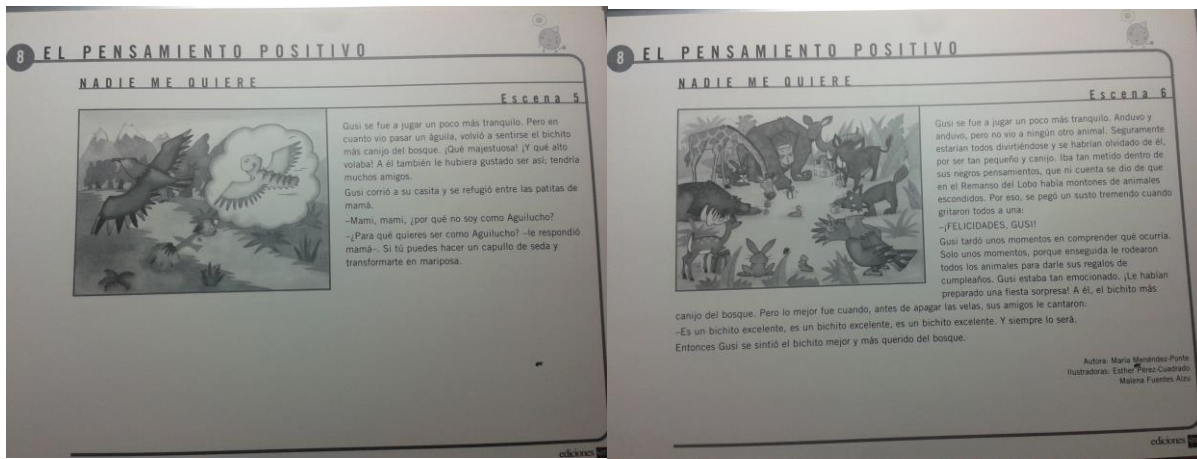 8 EL PENSAMIENTO POSITIVO
NADIE ME QUIERE
Escena 5
Gusi se fue a jugar un poco más tranquilo. Pero en
cuanto vio pasar un águila, volvió a sentirse el bichito
más canijo del bosque. ¡Qué majestuosa! ¡Y qué alto
volaba! A él también le hubiera gustado ser así; tendría
muchos amigos.
Gusi corrió a su casita y se refugió entre las patitas de
mamá.
–Mami, mami, ¿por qué no soy como Aguilucho?
–¿Para qué quieres ser como Aguilucho? –le respondió
mamá–. Si tú puedes hacer un capullo de seda y
transformarte en mariposa.
ediciones
8 EL PENSAMIENTO POSITIVO
NADIE ME QUIERE
Escena 6
Gusi se fue a jugar un poco más tranquilo. Anduvo y
anduvo, pero no vio a ningún otro animal. Seguramente
estarían todos divirtiéndose y se habrían olvidado de él,
por ser tan pequeño y canijo. Iba tan metido dentro de
sus negros pensamientos, que ni cuenta se dio de que
en el Remanso del Lobo había montones de animales
escondidos. Por eso, se pegó un susto tremendo cuando
gritaron todos a una:
–¡FELICIDADES, GUSI!
Gusi tardó unos momentos en comprender qué ocurría.
Solo unos momentos, porque enseguida le rodearon
todos los animales para darle sus regalos de
cumpleaños. Gusi estaba tan emocionado. ¡Le habían
preparado una fiesta sorpresa! A él, el bichito más
canijo del bosque. Pero lo mejor fue cuando, antes de apagar las velas, sus amigos le cantaron:
–Es un bichito excelente, es un bichito excelente, es un bichito excelente. Y siempre lo será.
Entonces Gusi se sintió el bichito mejor y más querido del bosque.
Autora: María Menéndez-Ponte
Ilustradoras: Esther Pérez-Cuadrado
Malena Fuentes Alzu
ediciones